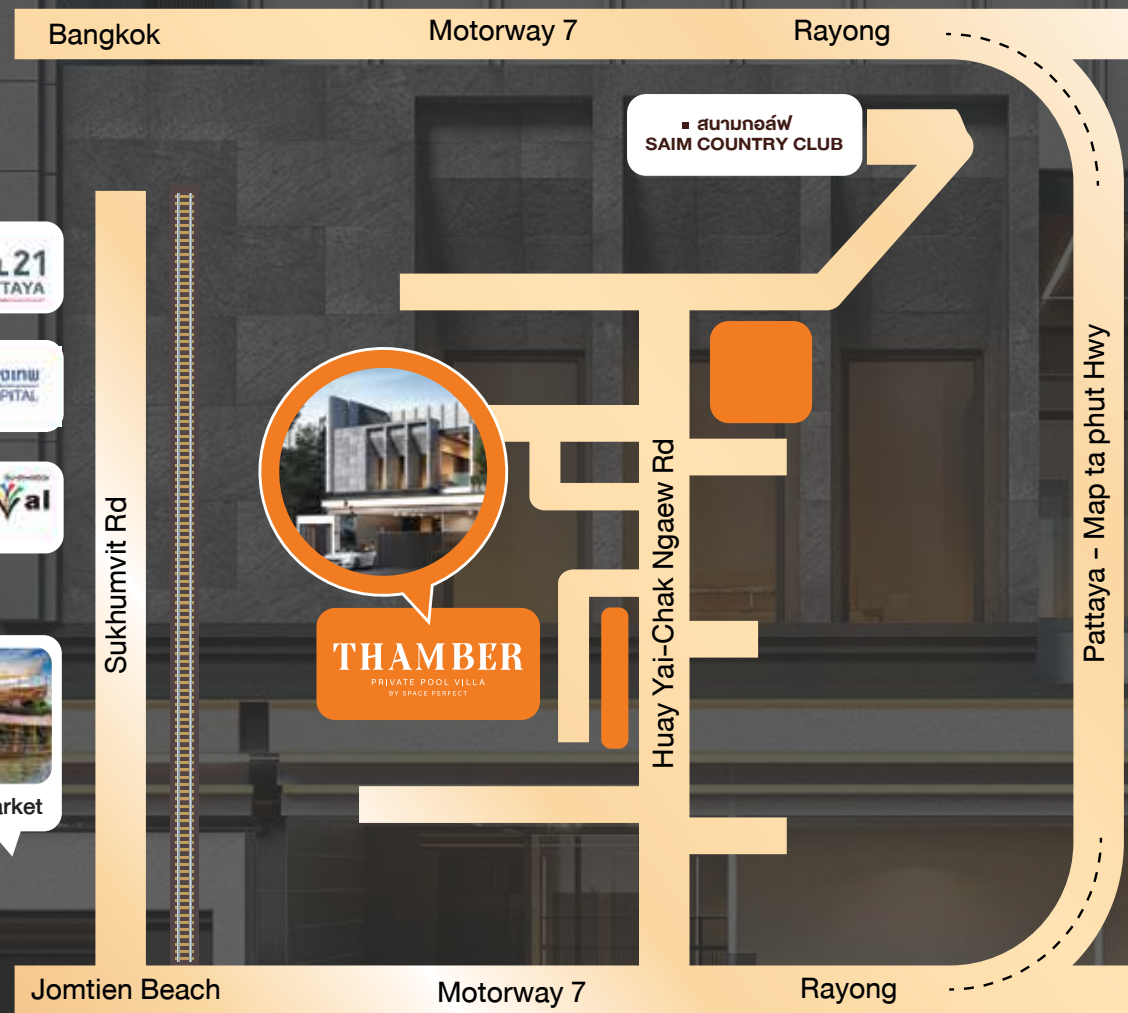 Bangkok
Motorway 7
Rayong
สนามกอล์ฟ
SAIM COUNTRY CLUB
21
Sukhumvit Rd
THAMBER
PRIVATE POOL VILLA
BY SPACE PERFECT
Huay Yai-Chak Ngaew Rd
Pattaya - Map ta phut Hwy
Jomtien Beach
Motorway 7
Rayong